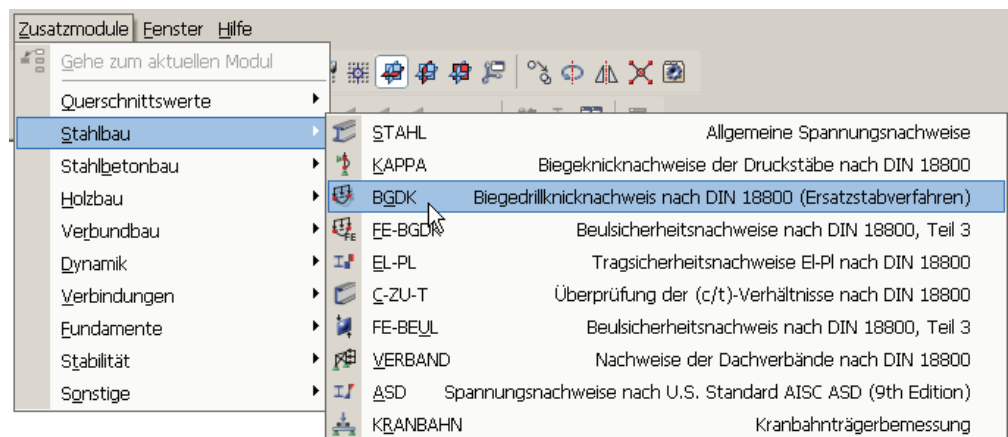 Zusatzmodule Fenster Hilfe
Gehe zum aktuellen Modul
Querschnittswerte
Stahlbau
Stahlbetonbau
Holzbau
Verbundbau
Dynamik
Verbindungen
Fundamente
Stabilität
Sonstige
STAHL Allgemeine Spannungsnachweise
KAPPA Biegeknicknachweise der Druckstäbe nach DIN 18800
BGDK Biegedrillknicknachweis nach DIN 18800 (Ersatzstabverfahren)
FE-BGDK Beulsicherheitsnachweise nach DIN 18800, Teil 3
EL-PL Tragsicherheitsnachweise El-Pl nach DIN 18800
C-ZU-T Überprüfung der (c/t)-Verhältnisse nach DIN 18800
FE-BEUL Beulsicherheitsnachweis nach DIN 18800, Teil 3
VERBAND Nachweise der Dachverbände nach DIN 18800
ASD Spannungsnachweise nach U.S. Standard AISC ASD (9th Edition)
KRANBAHN Kranbahnträgerbemessung